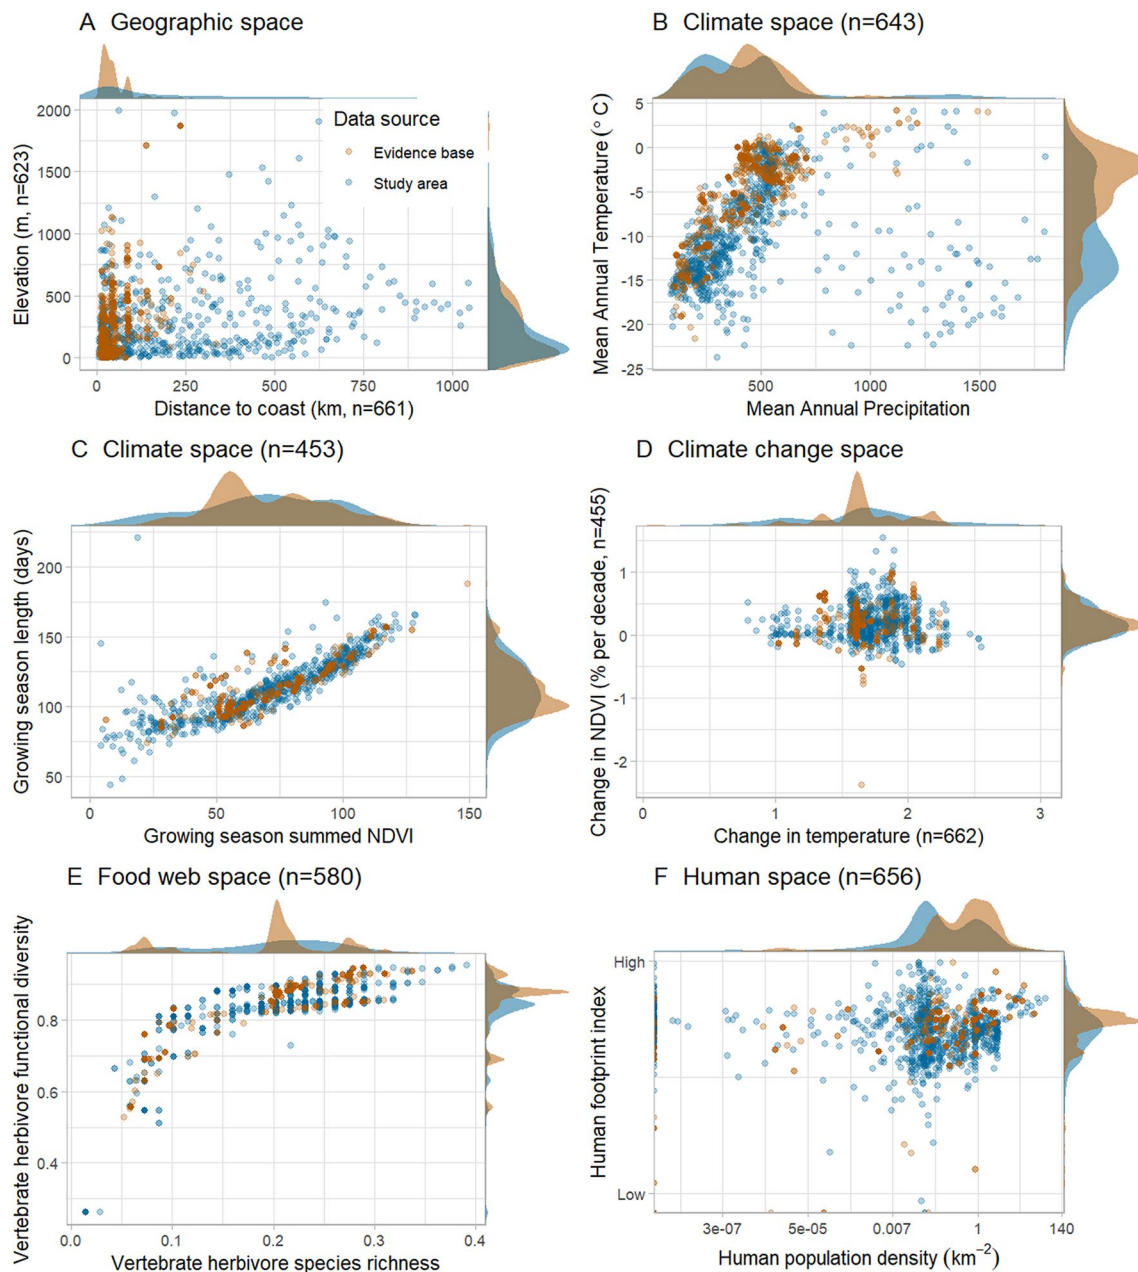 A Geographic space
Elevation (m, n=623)
2000
1500
1000
500
0
Data source
Evidence base
Study area
0
250
500
750
1000
Distance to coast (km, n=661)
B Climate space (n=643)
Mean Annual Temperature (°C)
5
0
-5
-10
-15
-20
-25
500
1000
1500
Mean Annual Precipitation
C Climate space (n=453)
Growing season length (days)
200
150
100
50
0
50
100
150
Growing season summed NDVI
D Climate change space
Change in NDVI (% per decade, n=455)
1
0
-1
-2
0
1
2
3
Change in temperature (n=662)
E Food web space (n=580)
Vertebrate herbivore functional diversity
0.8
0.6
0.4
0.0
0.1
0.2
0.3
0.4
Vertebrate herbivore species richness
F Human space (n=656)
Human footprint index
High
Low
3e-07
5e-05
0.007
1
140
Human population density (km⁻²)